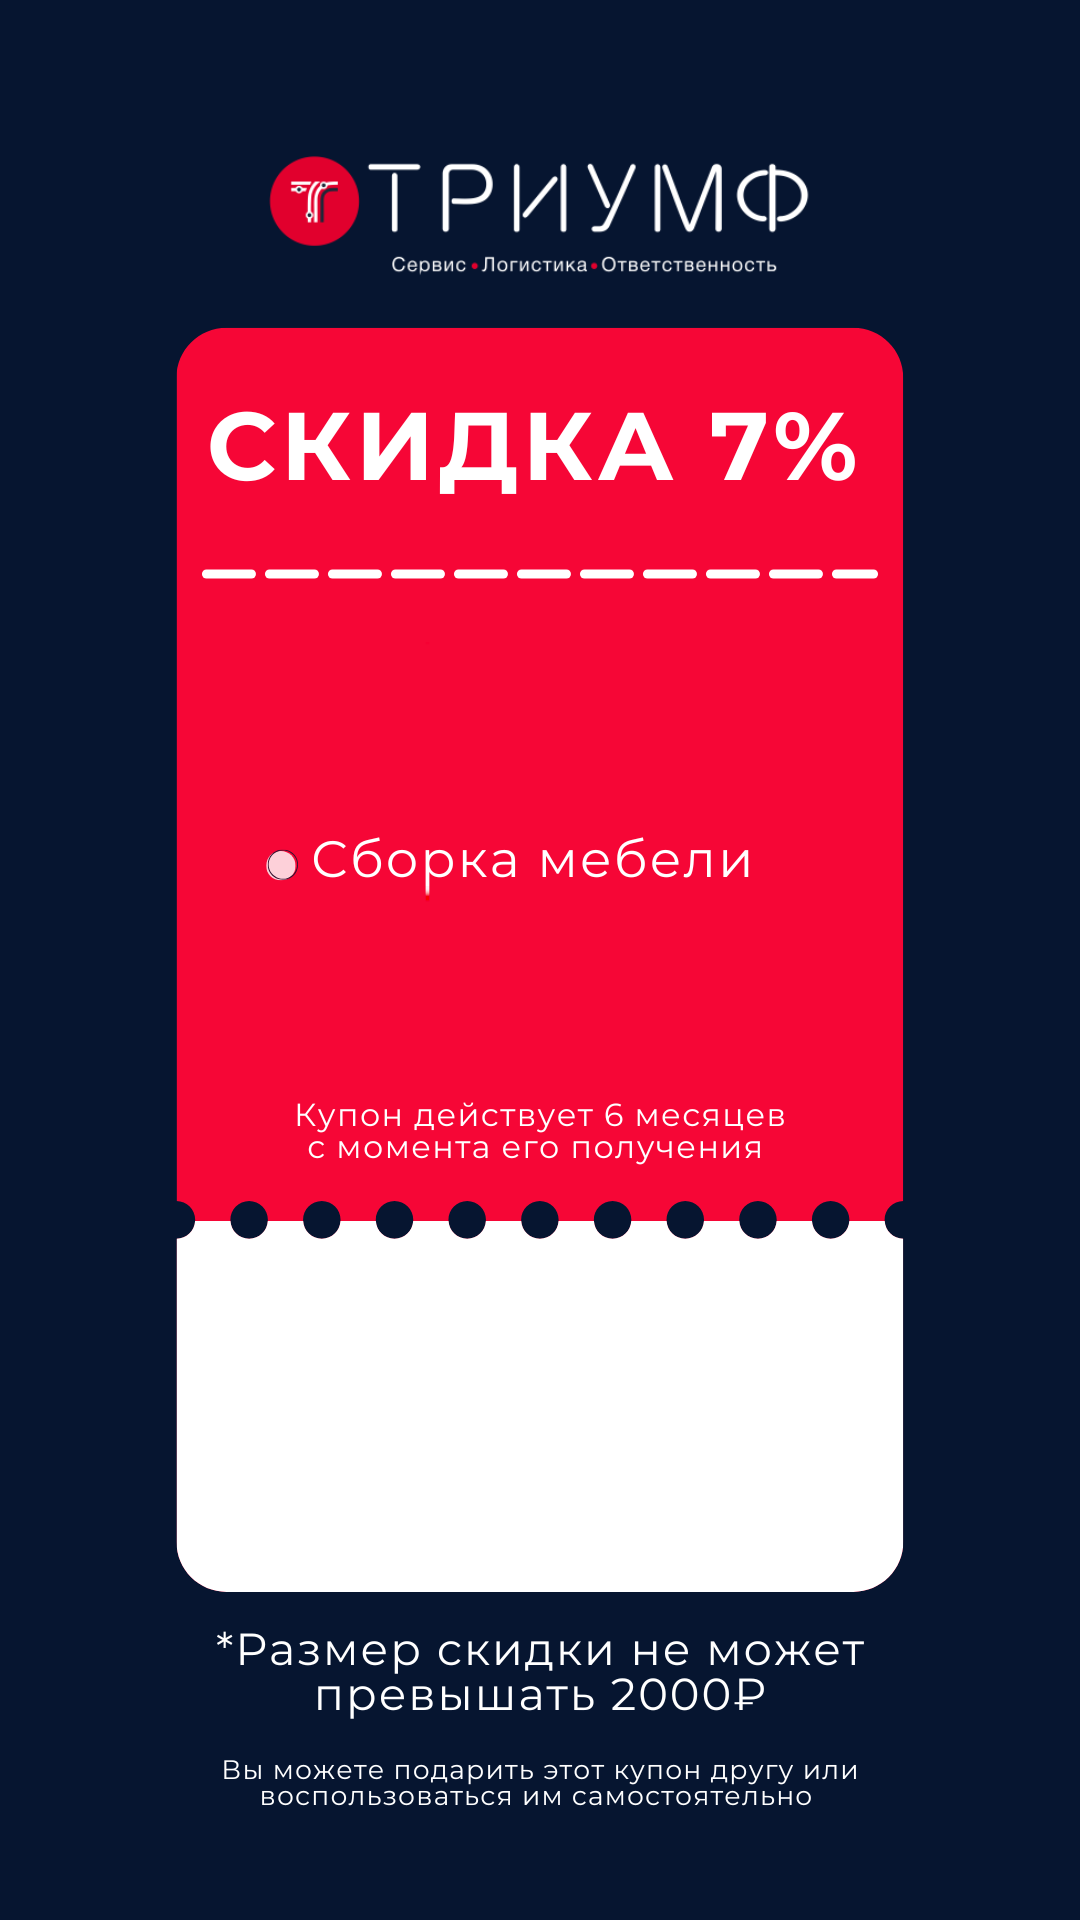 ТРИУМФ
Сервис • Логистика • Ответственность
СКИДКА 7%
Сборка мебели
Купон действует 6 месяцев
с момента его получения
*Размер скидки не может
превышать 2000₽
Вы можете подарить этот купон другу или
воспользоваться им самостоятельно